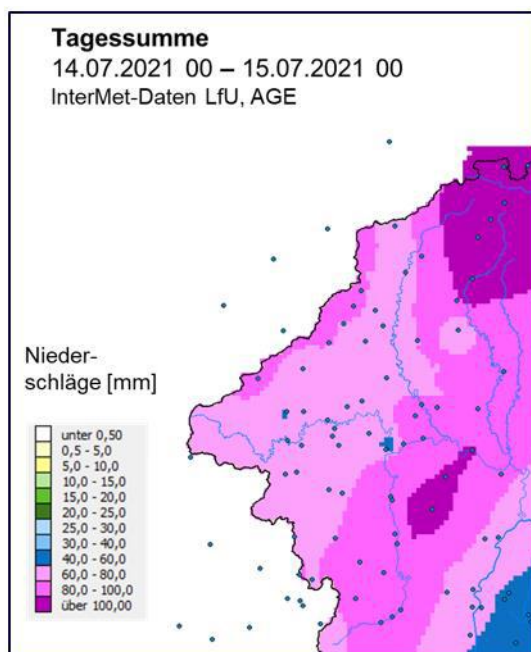 Tagessumme
14.07.2021 00 – 15.07.2021 00
InterMet-Daten LfU, AGE
Nieder-
schläge [mm]
unter 0,50
0,5 - 5,0
5,0 - 10,0
10,0 - 15,0
15,0 - 20,0
20,0 - 25,0
25,0 - 30,0
30,0 - 40,0
40,0 - 60,0
60,0 - 80,0
80,0 - 100,0
über 100,00